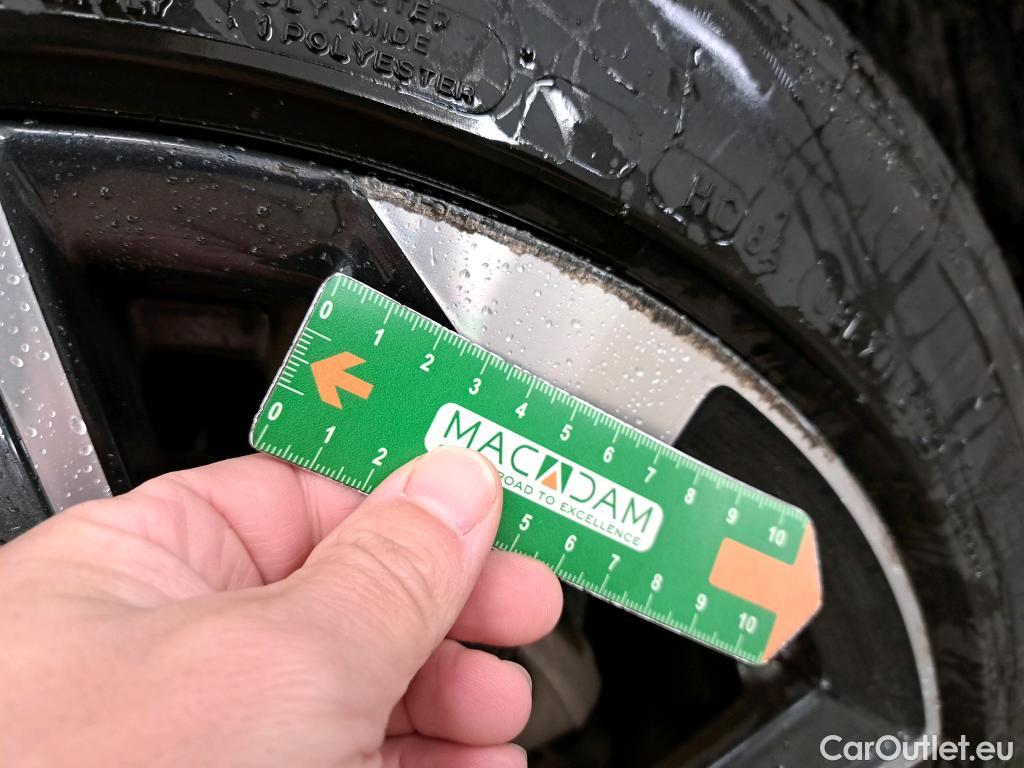 POLYAMIDE
1 POLYESTER
0 1 2 3 4 5 6 7 8 9 10
MACADAM
ROAD TO EXCELLENCE
0 1 2 5 6 7 8 9 10
CarOutlet.eu